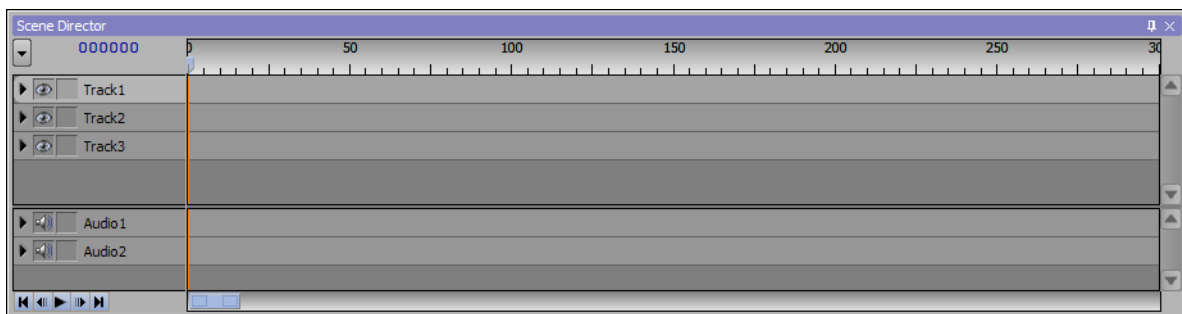 Scene Director
000000 0 50 100 150 200 250 30
Track1
Track2
Track3
Audio1
Audio2